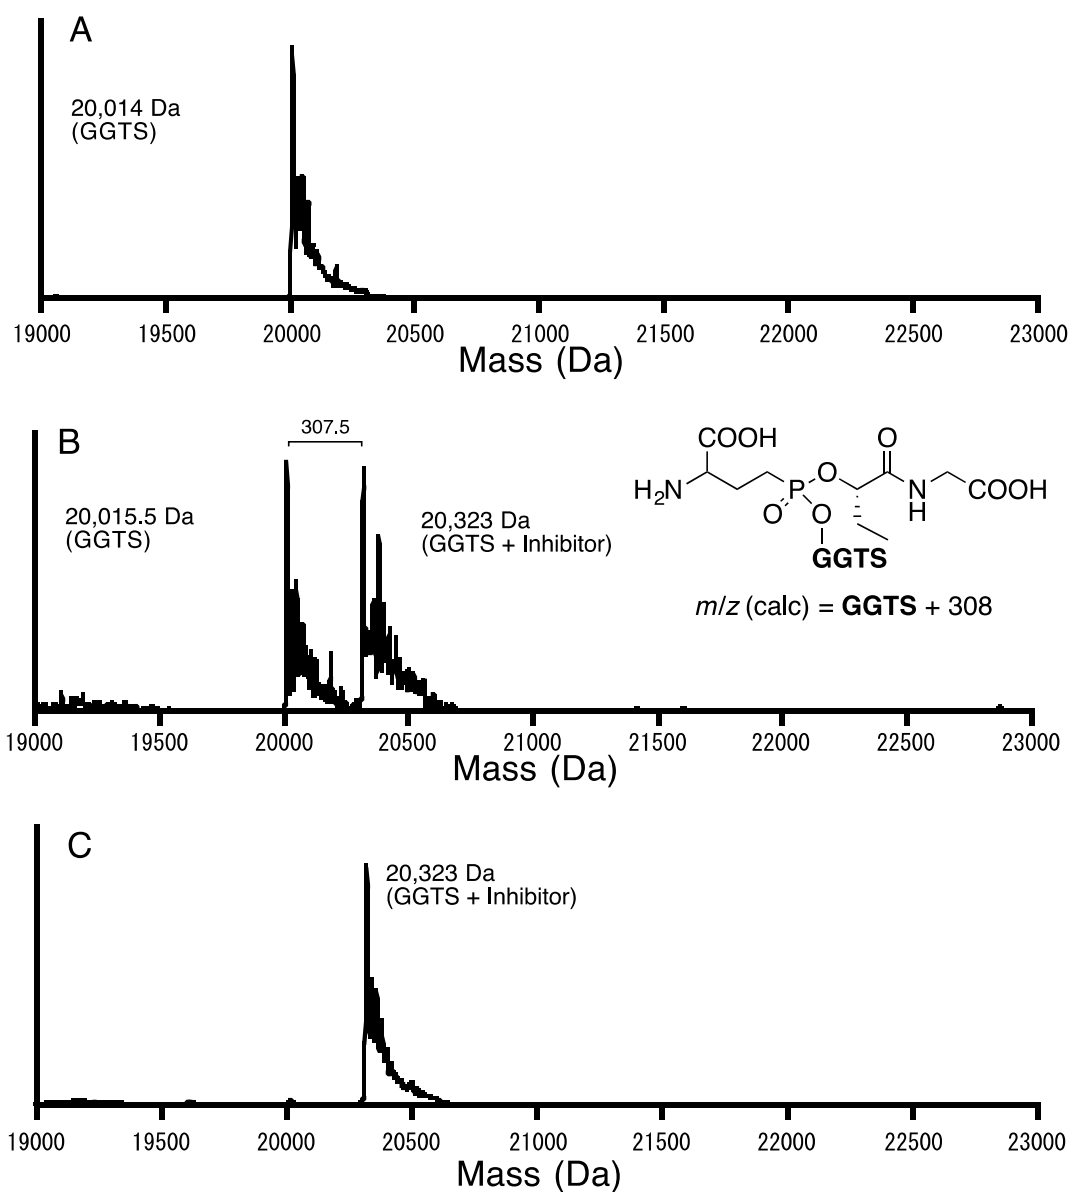 A
20,014 Da
(GGTS)
19000 19500 20000 20500 21000 21500 22000 22500 23000
Mass (Da)
B
307.5
20,015.5 Da
(GGTS)
20,323 Da
(GGTS + Inhibitor)
COOH
O
H2N
P
O
N
H
COOH
O
O
GGTS
m/z (calc) = GGTS + 308
19000 19500 20000 20500 21000 21500 22000 22500 23000
Mass (Da)
C
20,323 Da
(GGTS + Inhibitor)
19000 19500 20000 20500 21000 21500 22000 22500 23000
Mass (Da)